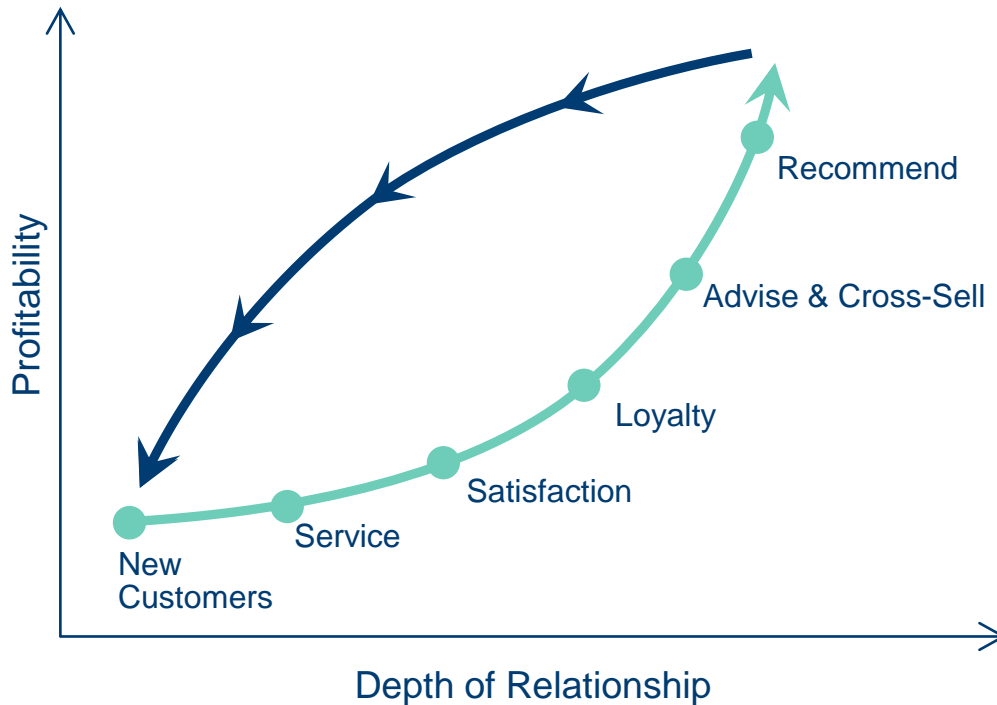 Profitability
Recommend
Advise & Cross-Sell
Loyalty
Satisfaction
Service
New
Customers
Depth of Relationship